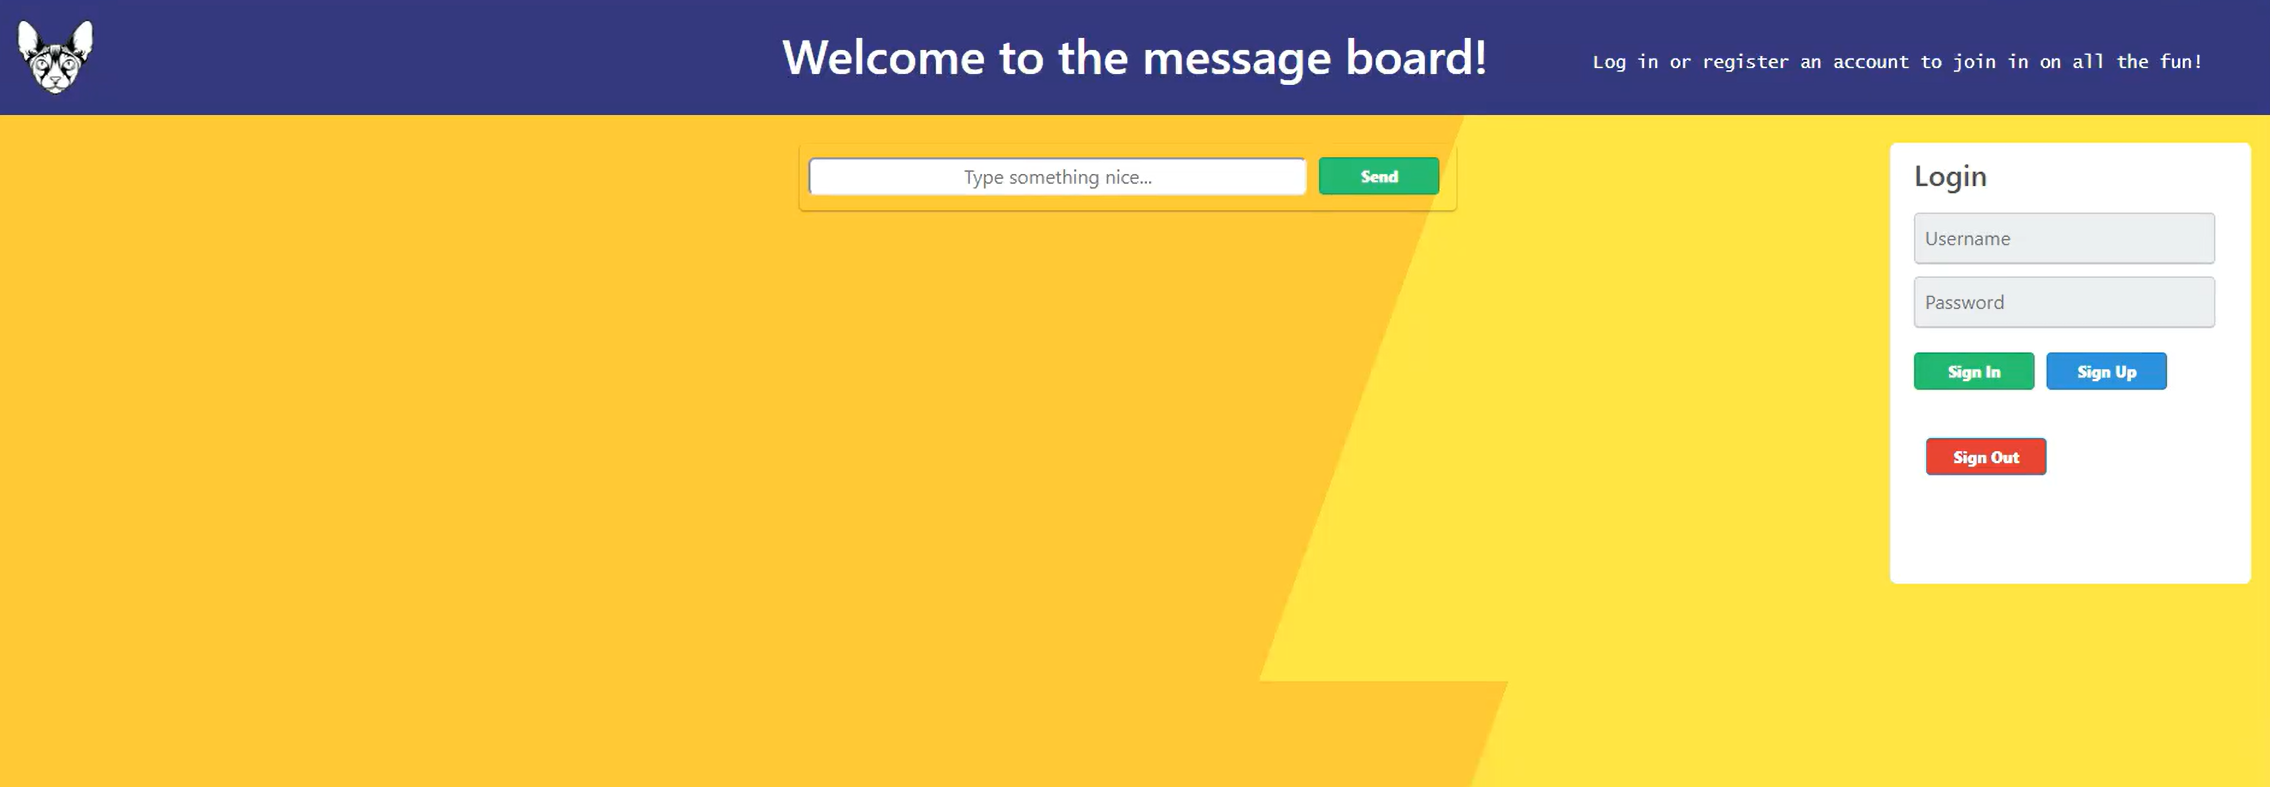 Welcome to the message board!
Log in or register an account to join in on all the fun!
Type something nice...
Send
Login
Username
Password
Sign In
Sign Up
Sign Out